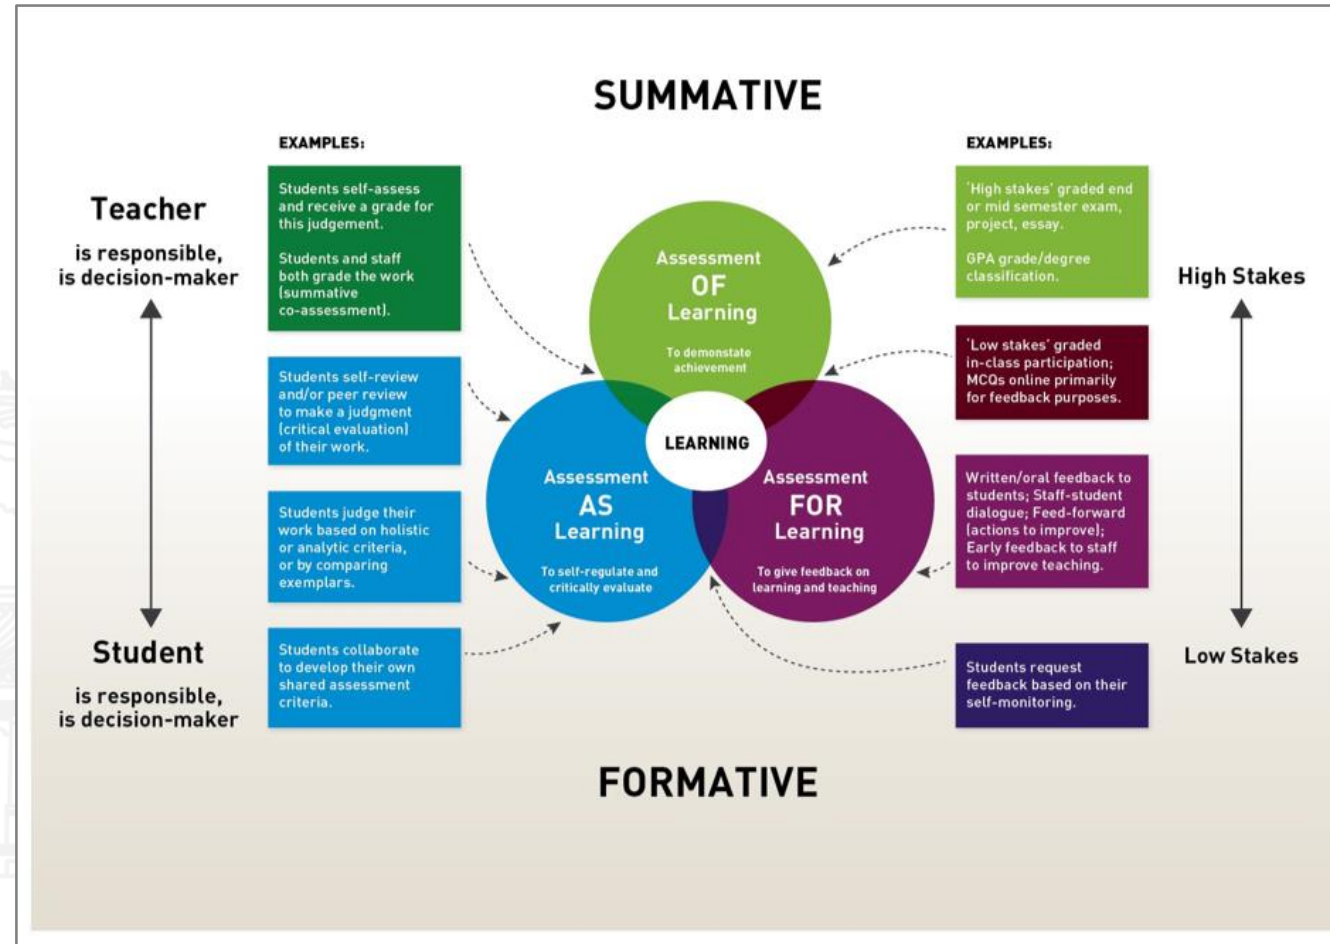 SUMMATIVE
Teacher
is responsible,
is decision-maker
Student
is responsible,
is decision-maker
EXAMPLES:
Students self-assess
and receive a grade for
this judgement.
Students and staff
both grade the work
(summative
co-assessment).
Students self-review
and/or peer review
to make a judgment
(critical evaluation)
of their work.
Students judge their
work based on holistic
or analytic criteria,
or by comparing
exemplars.
Students collaborate
to develop their own
shared assessment
criteria.
Assessment
OF
Learning
To demonstate
achievement
LEARNING
Assessment
AS
Learning
To self-regulate and
critically evaluate
Assessment
FOR
Learning
To give feedback on
learning and teaching
EXAMPLES:
'High stakes' graded end
or mid semester exam,
project, essay.
GPA grade/degree
classification.
'Low stakes' graded
in-class participation;
MCQs online primarily
for feedback purposes.
Written/oral feedback to
students; Staff-student
dialogue; Feed-forward
(actions to improve);
Early feedback to staff
to improve teaching.
Students request
feedback based on their
self-monitoring.
High Stakes
Low Stakes
FORMATIVE